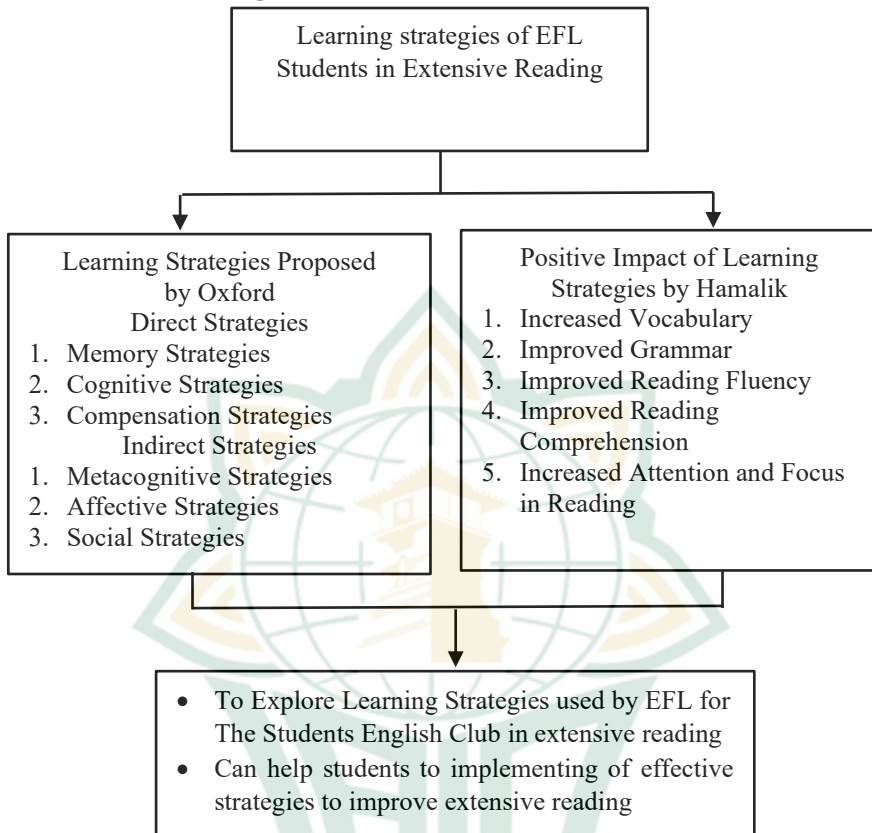 Learning strategies of EFL
Students in Extensive Reading
Learning Strategies Proposed
by Oxford
Direct Strategies
1. Memory Strategies
2. Cognitive Strategies
3. Compensation Strategies
Indirect Strategies
1. Metacognitive Strategies
2. Affective Strategies
3. Social Strategies
Positive Impact of Learning
Strategies by Hamalik
1. Increased Vocabulary
2. Improved Grammar
3. Improved Reading Fluency
4. Improved Reading
Comprehension
5. Increased Attention and Focus
in Reading
• To Explore Learning Strategies used by EFL for
The Students English Club in extensive reading
• Can help students to implementing of effective
strategies to improve extensive reading